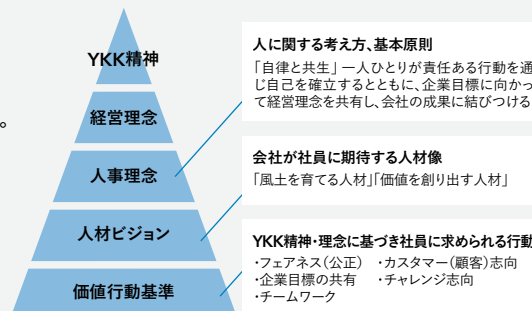 。
YKK精神
経営理念
人事理念
人材ビジョン
価値行動基準
人に関する考え方、基本原則
「自律と共生」一人ひとりが責任ある行動を通
じ自己を確立するとともに、企業目標に向かっ
て経営理念を共有し、会社の成果に結びつける
会社が社員に期待する人材像
「風土を育てる人材」「価値を創り出す人材」
YKK精神・理念に基づき社員に求められる行動
・フェアネス（公正） ・カスタマー（顧客）志向
・企業目標の共有 ・チャレンジ志向
・チームワーク